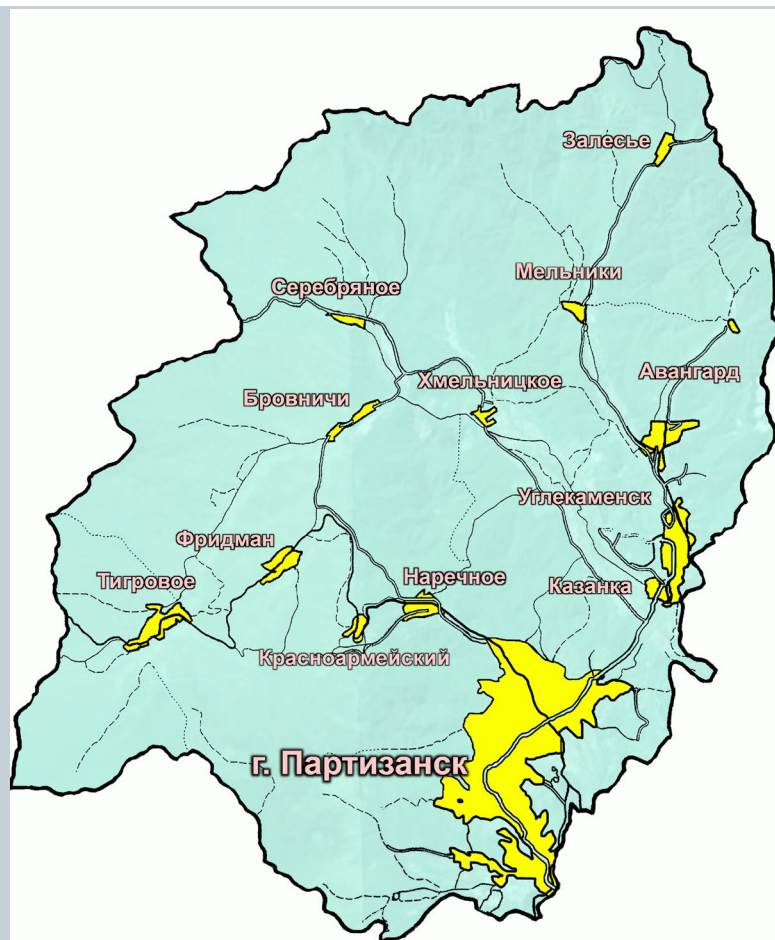 Залесье
Мельники
Серебряное
Авангард
Хмельницкое
Бровничи
Углекаменск
Фридман
Тигровое
Наречное
Казанка
Красноармейский
г. Партизанск